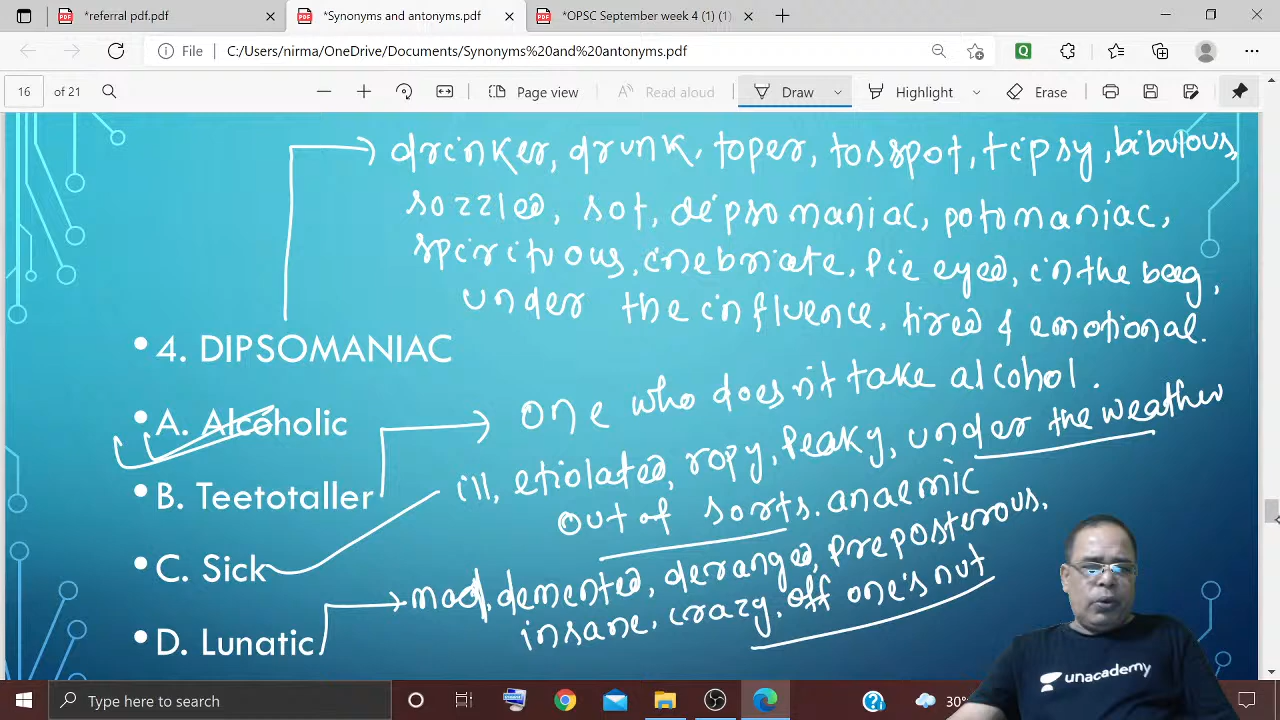 *referral pdf.pdf
*Synonyms and antonyms.pdf
*OPSC September week 4 (1) (1).
File C:/Users/nirma/OneDrive/Documents/Synonyms%20and%20antonyms.pdf
16 of 21 Page view Read aloud Draw Highlight Erase
drinker, drunk, toper, tosspot, tipsy, bibulous,
sozzled, sot, depsomaniac, potomaniac,
spirituous, inebriate, pie eyed, in the bag,
under the influence, tired & emotional.
4. DIPSOMANIAC
one who doesn't take alcohol.
A. Alcoholic
ill, etiolated, ropy, peaky, under the weather
B. Teetotaller
out of sorts. anaemic
C. Sick
mad, demented, deranged, preposterous,
insane, crazy, off one's nut
D. Lunatic
unacademy
Type here to search
30%